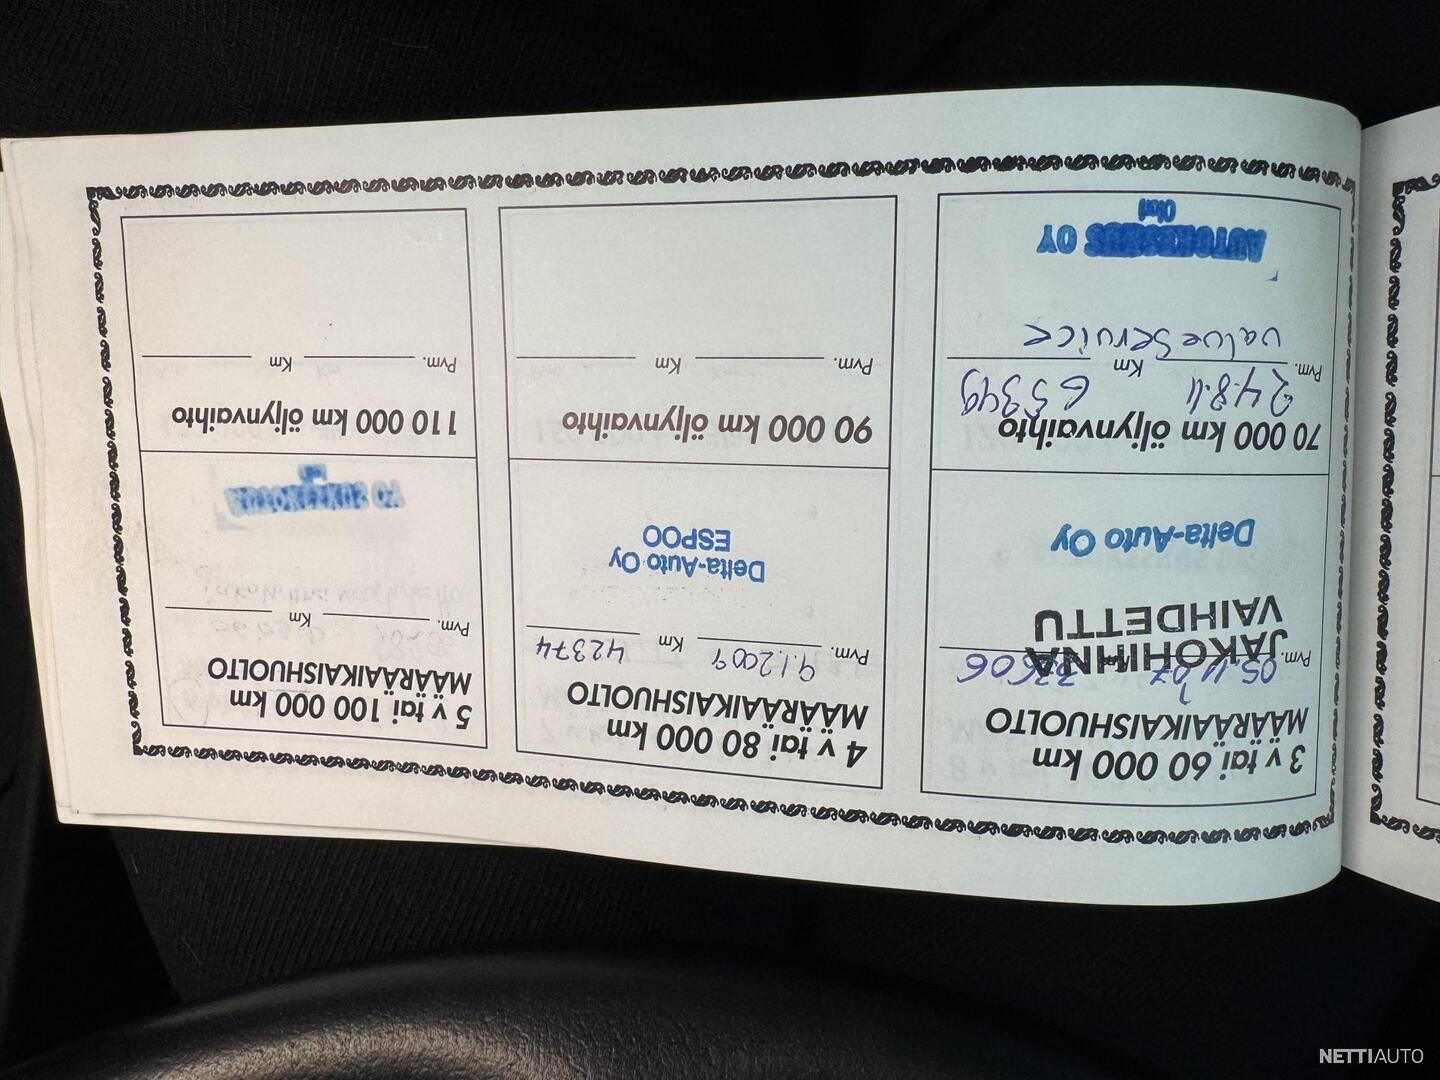 3 v tai 60 000 km
MÄÄRÄAIKAISHUOLTO
05.11.07 33606
Pvm. Km
JAKOHIHNA
VAIHDETTU
Delta-Auto Oy
70 000 km öljynvaihto
24.8.11 65349
Pvm. Km
Value Service
AUTOKESKUS OY
Olari
4 v tai 80 000 km
MÄÄRÄAIKAISHUOLTO
9.1.2009 42374
Pvm. Km
Delta-Auto Oy
ESPOO
90 000 km öljynvaihto
Pvm. Km
5 v tai 100 000 km
MÄÄRÄAIKAISHUOLTO
Pvm. Km
110 000 km öljynvaihto
Pvm. Km
NETTIAUTO